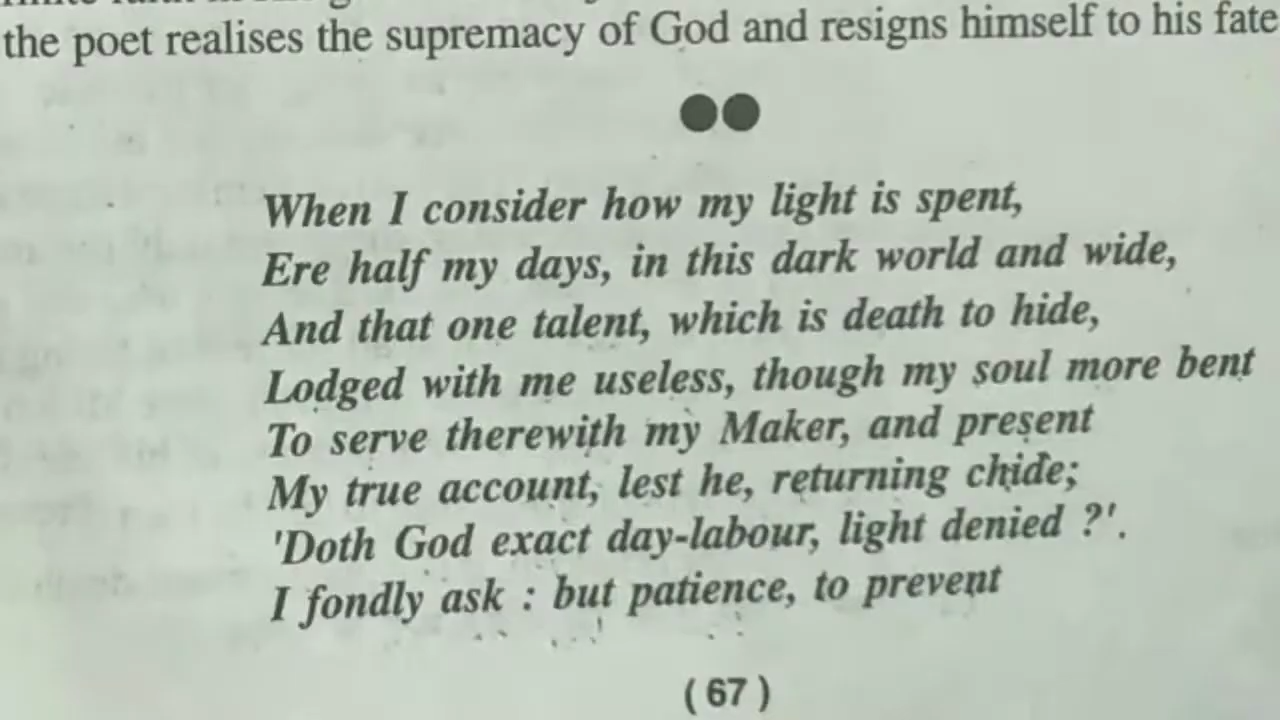 the poet realises the supremacy of God and resigns himself to his fate
When I consider how my light is spent,
Ere half my days, in this dark world and wide,
And that one talent, which is death to hide,
Lodged with me useless, though my soul more bent
To serve therewith my Maker, and present
My true account, lest he, returning chide;
'Doth God exact day-labour, light denied ?'.
I fondly ask : but patience, to prevent
( 67 )